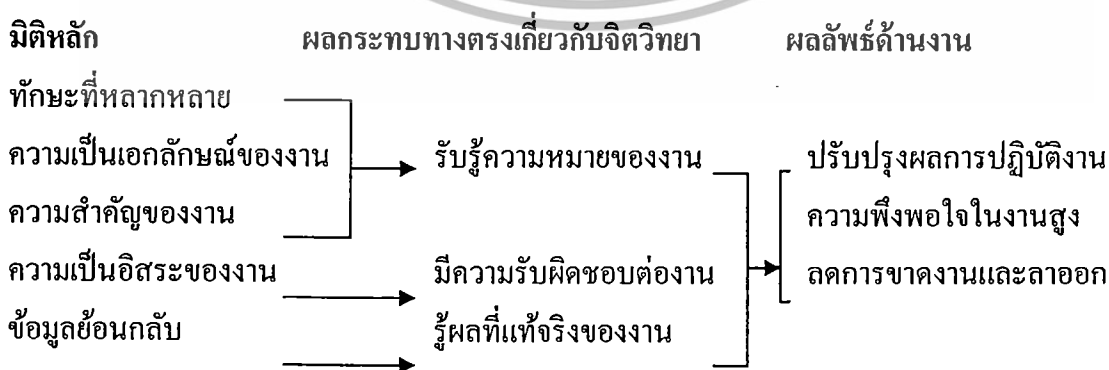 มิติหลัก ผลกระทบทางตรงเกี่ยวกับจิตวิทยา ผลลัพธ์ด้านงาน
ทักษะที่หลากหลาย
ความเป็นเอกลักษณ์ของงาน รับรู้ความหมายของงาน ปรับปรุงผลการปฏิบัติงาน
ความสำคัญของงาน ความพึงพอใจในงานสูง
ความเป็นอิสระของงาน มีความรับผิดชอบต่องาน ลดการขาดงานและลาออก
ข้อมูลย้อนกลับ รู้ผลที่แท้จริงของงาน